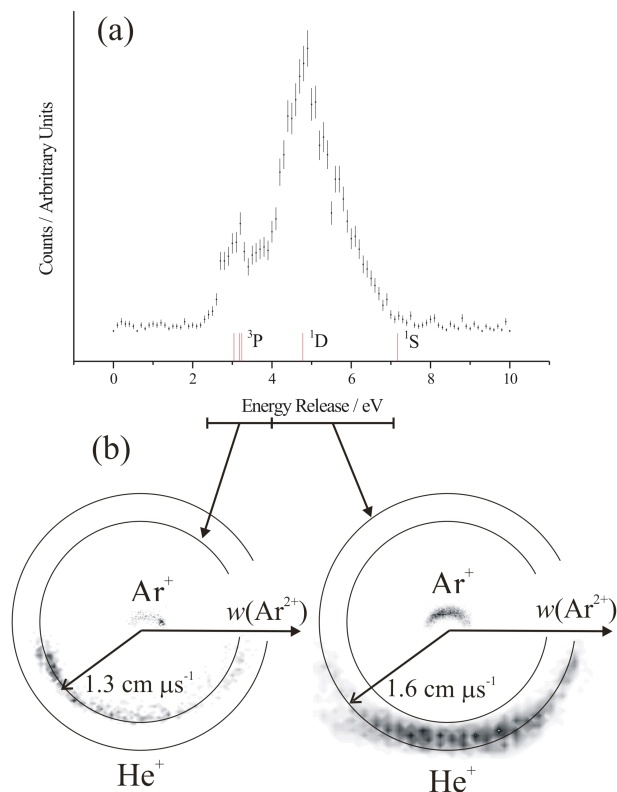 (a)
Counts / Arbritrary Units
³P
¹D
¹S
0
2
4
6
8
10
Energy Release / eV
(b)
Ar⁺
w(Ar²⁺)
1.3 cm μs⁻¹
He⁺
Ar⁺
w(Ar²⁺)
1.6 cm μs⁻¹
He⁺